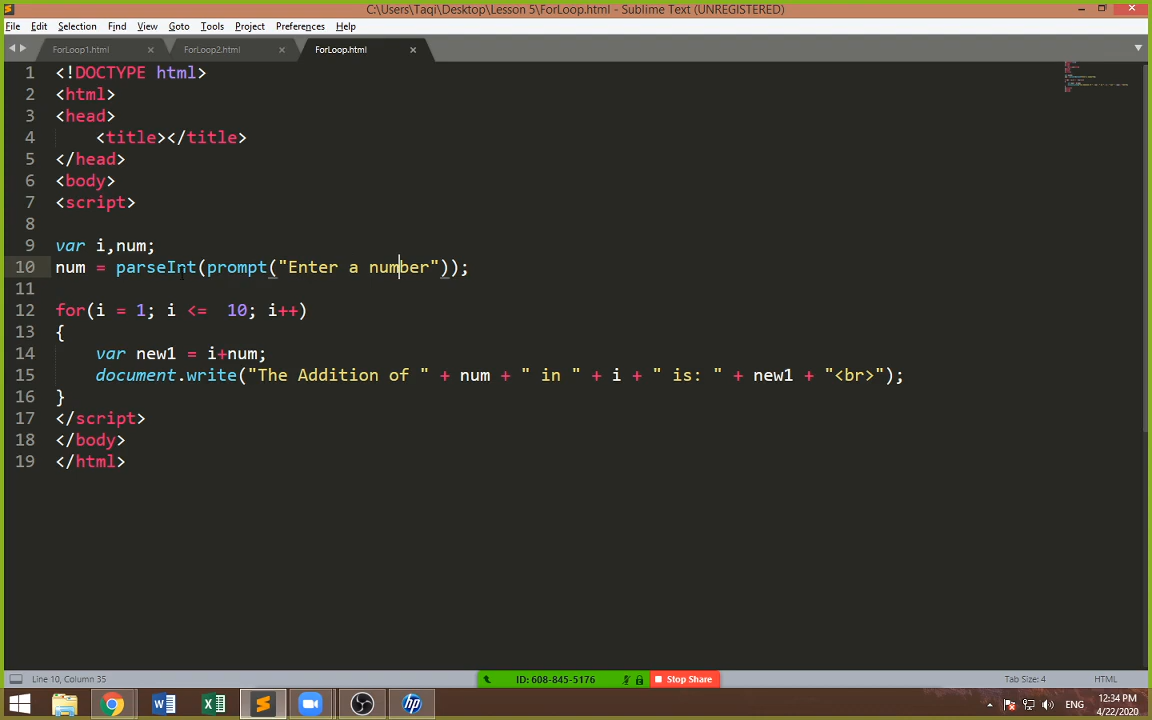 C:\Users\Taqi\Desktop\Lesson 5\ForLoop.html - Sublime Text (UNREGISTERED)
File Edit Selection Find View Goto Tools Project Preferences Help
ForLoop1.html ForLoop2.html ForLoop.html
1 <!DOCTYPE html>
2 <html>
3 <head>
4 <title></title>
5 </head>
6 <body>
7 <script>
8
9 var i,num;
10 num = parseInt(prompt("Enter a number"));
11
12 for(i = 1; i <=  10; i++)
13 {
14 var new1 = i+num;
15 document.write("The Addition of " + num + " in " + i + " is: " + new1 + "<br>");
16 }
17 </script>
18 </body>
19 </html>
Line 10, Column 35 ID: 608-845-5176 Stop Share Tab Size: 4 HTML
ENG 12:34 PM
4/22/2020